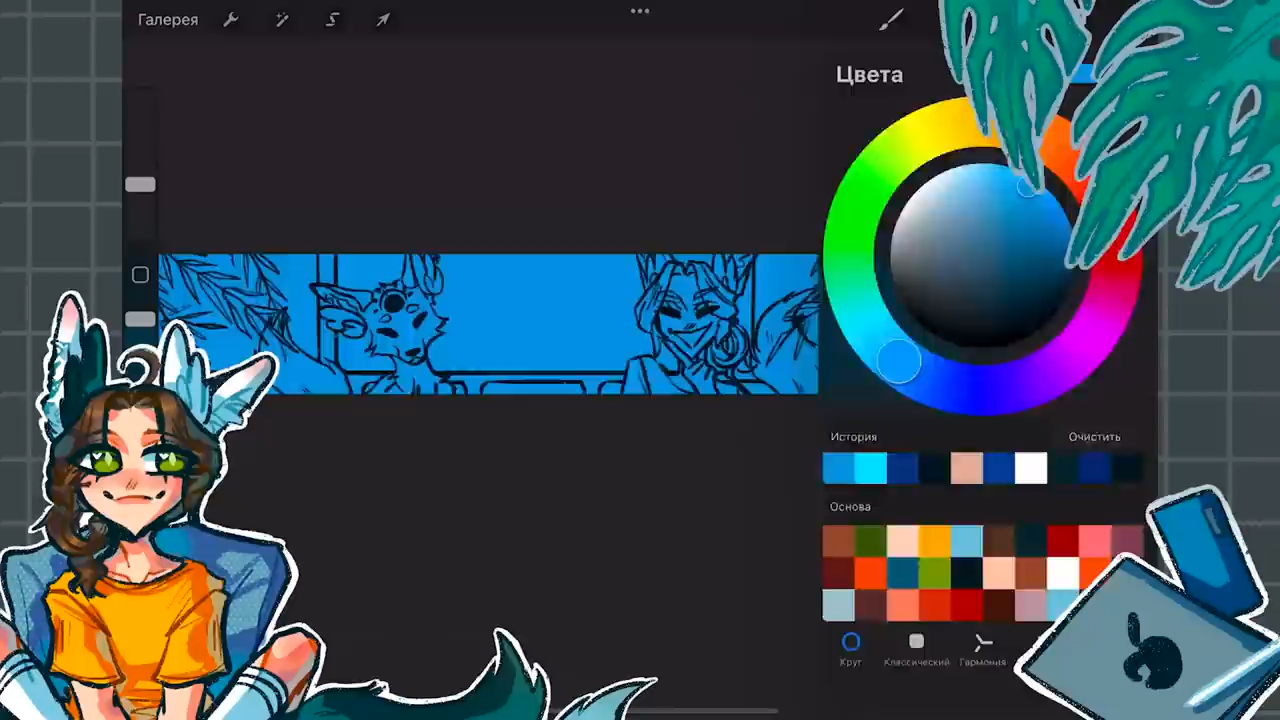 Галерея
Цвета
История
Очистить
Основа
Круг
Классический
Гармония